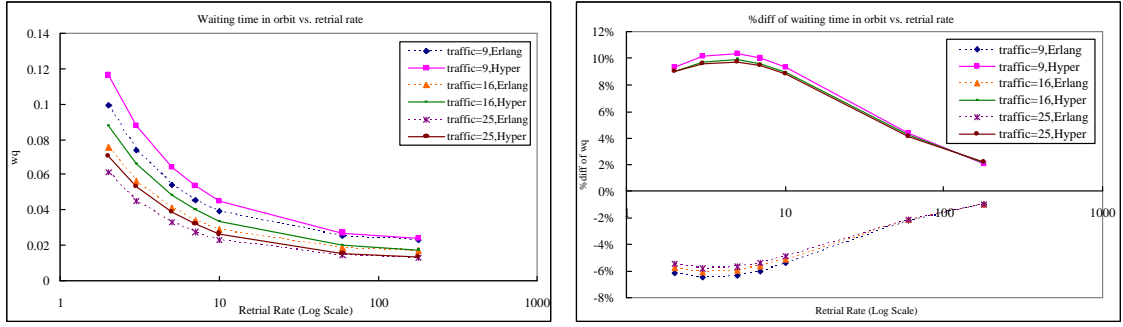 Waiting time in orbit vs. retrial rate
0.14
0.12
0.1
0.08
0.06
0.04
0.02
0
wq
1
10
100
1000
Retrial Rate (Log Scale)
traffic=9,Erlang
traffic=9,Hyper
traffic=16,Erlang
traffic=16,Hyper
traffic=25,Erlang
traffic=25,Hyper
%diff of waiting time in orbit vs. retrial rate
12%
10%
8%
6%
4%
2%
0%
-2%
-4%
-6%
-8%
%diff of wq
1
10
100
1000
Retrial Rate (Log Scale)
traffic=9,Erlang
traffic=9,Hyper
traffic=16,Erlang
traffic=16,Hyper
traffic=25,Erlang
traffic=25,Hyper